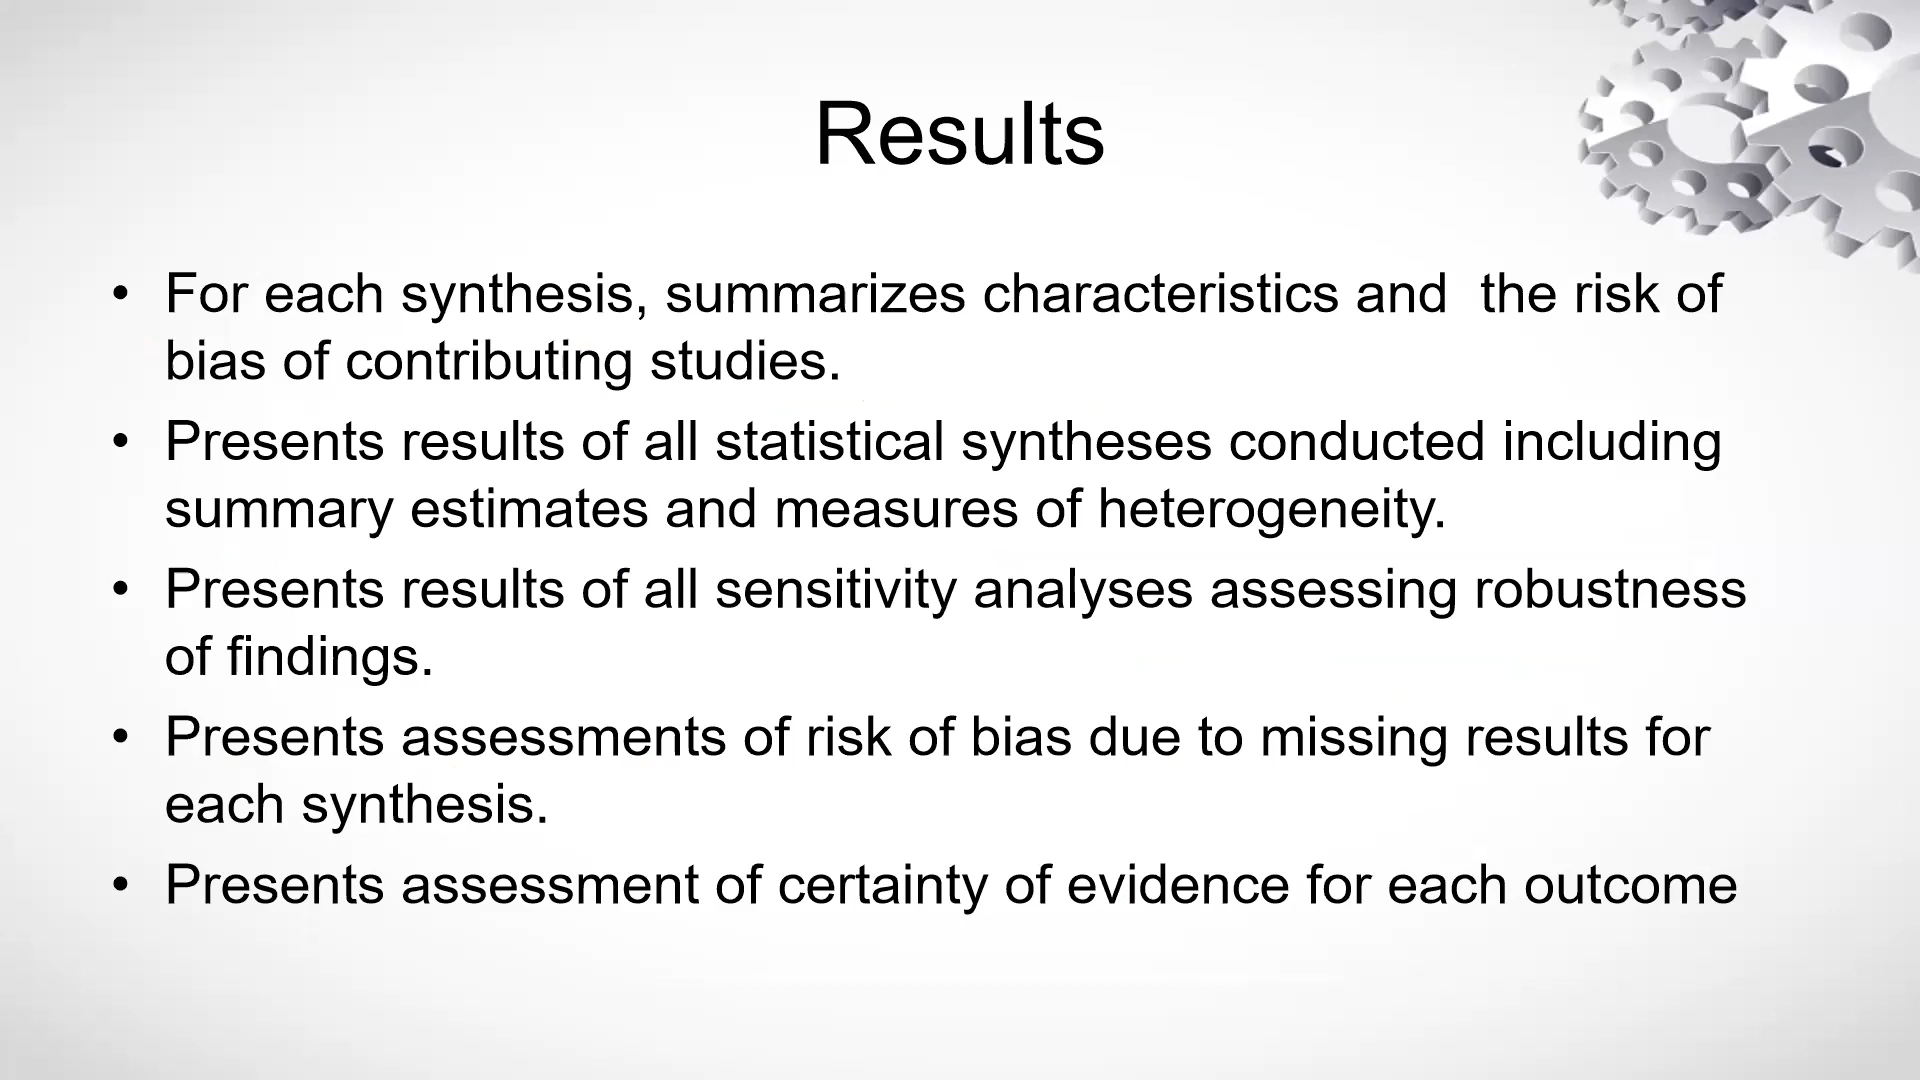 Results
• For each synthesis, summarizes characteristics and  the risk of
bias of contributing studies.
• Presents results of all statistical syntheses conducted including
summary estimates and measures of heterogeneity.
• Presents results of all sensitivity analyses assessing robustness
of findings.
• Presents assessments of risk of bias due to missing results for
each synthesis.
• Presents assessment of certainty of evidence for each outcome